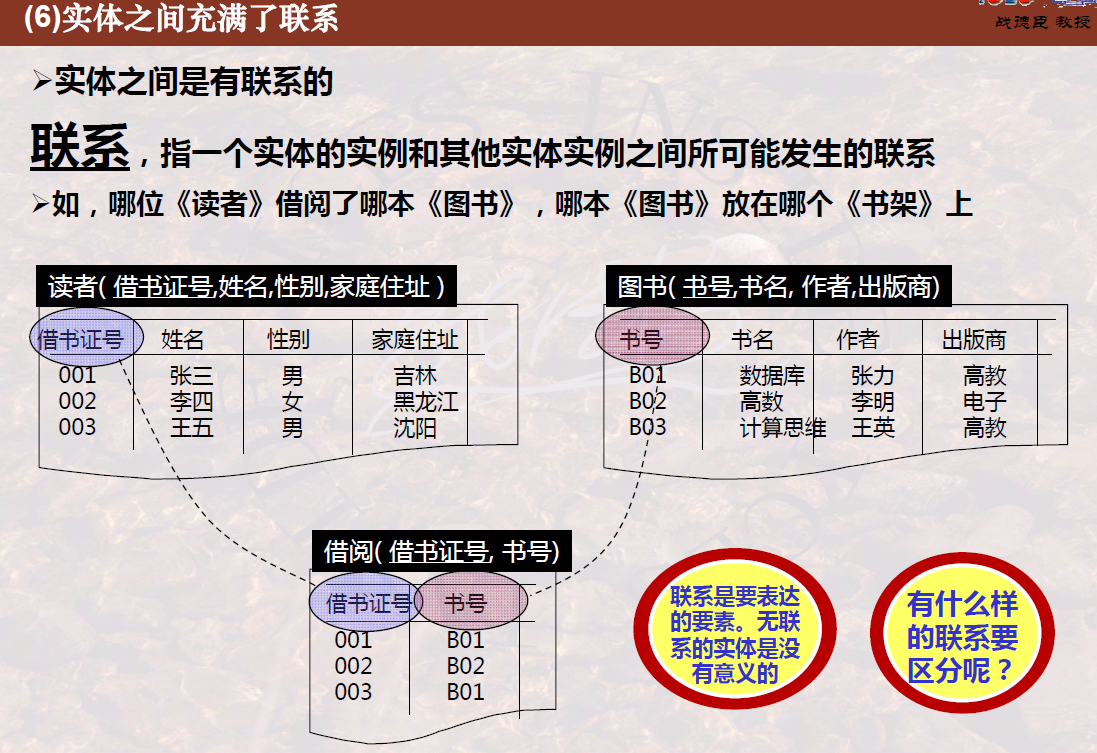 (6)实体之间充满了联系
战德臣 教授
➢实体之间是有联系的
联系，指一个实体的实例和其他实体实例之间所可能发生的联系
➢如，哪位《读者》借阅了哪本《图书》，哪本《图书》放在哪个《书架》上
读者( 借书证号,姓名,性别,家庭住址 )
借书证号 姓名 性别 家庭住址
001 张三 男 吉林
002 李四 女 黑龙江
003 王五 男 沈阳
图书( 书号,书名, 作者,出版商)
书号 书名 作者 出版商
B01 数据库 张力 高教
B02 高数 李明 电子
B03 计算思维 王英 高教
借阅( 借书证号, 书号)
借书证号 书号
001 B01
002 B02
003 B01
联系是要表达
的要素。无联
系的实体是没
有意义的
有什么样
的联系要
区分呢？